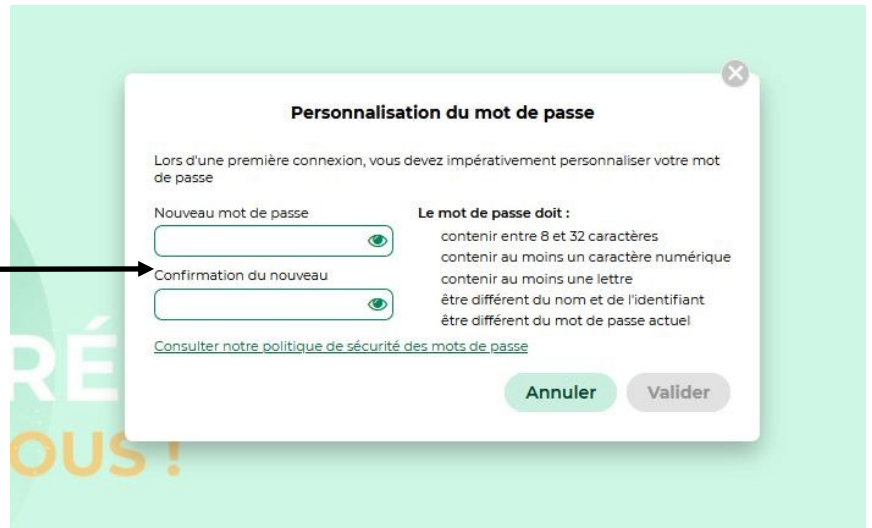 Personnalisation du mot de passe
Lors d'une première connexion, vous devez impérativement personnaliser votre mot
de passe
Nouveau mot de passe
Confirmation du nouveau
Le mot de passe doit :
contenir entre 8 et 32 caractères
contenir au moins un caractère numérique
contenir au moins une lettre
être différent du nom et de l'identifiant
être différent du mot de passe actuel
Consulter notre politique de sécurité des mots de passe
Annuler
Valider
RÉ
OUS !